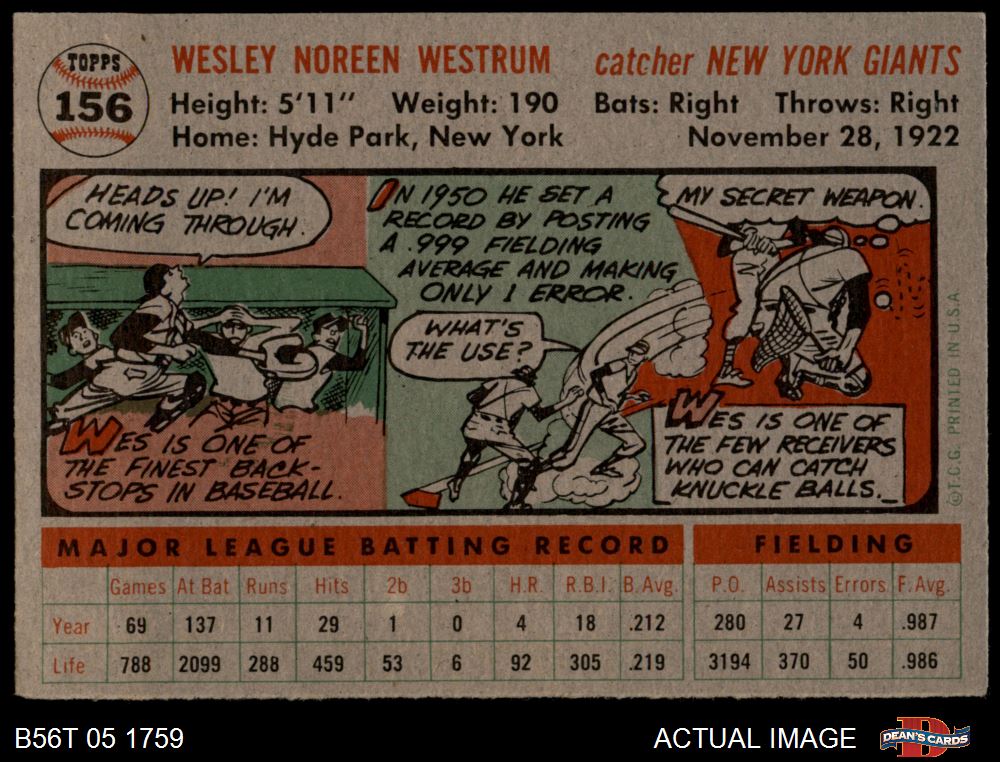 TOPPS
156
WESLEY NOREEN WESTRUM catcher NEW YORK GIANTS
Height: 5'11" Weight: 190 Bats: Right Throws: Right
Home: Hyde Park, New York November 28, 1922
HEADS UP! I'M
COMING THROUGH.
WES IS ONE OF
THE FINEST BACK-
STOPS IN BASEBALL.
IN 1950 HE SET A
RECORD BY POSTING
A .999 FIELDING
AVERAGE AND MAKING
ONLY 1 ERROR.
WHAT'S
THE USE?
MY SECRET WEAPON.
WES IS ONE OF
THE FEW RECEIVERS
WHO CAN CATCH
KNUCKLE BALLS.
©T.C.G. PRINTED IN U.S.A.
MAJOR LEAGUE BATTING RECORD FIELDING
Games At Bat Runs Hits 2b 3b H.R. R.B.I. B. Avg. P.O. Assists Errors F. Avg.
Year 69 137 11 29 1 0 4 18 .212 280 27 4 .987
Life 788 2099 288 459 53 6 92 305 .219 3194 370 50 .986
B56T 05 1759 ACTUAL IMAGE
D
DEAN'S CARDS